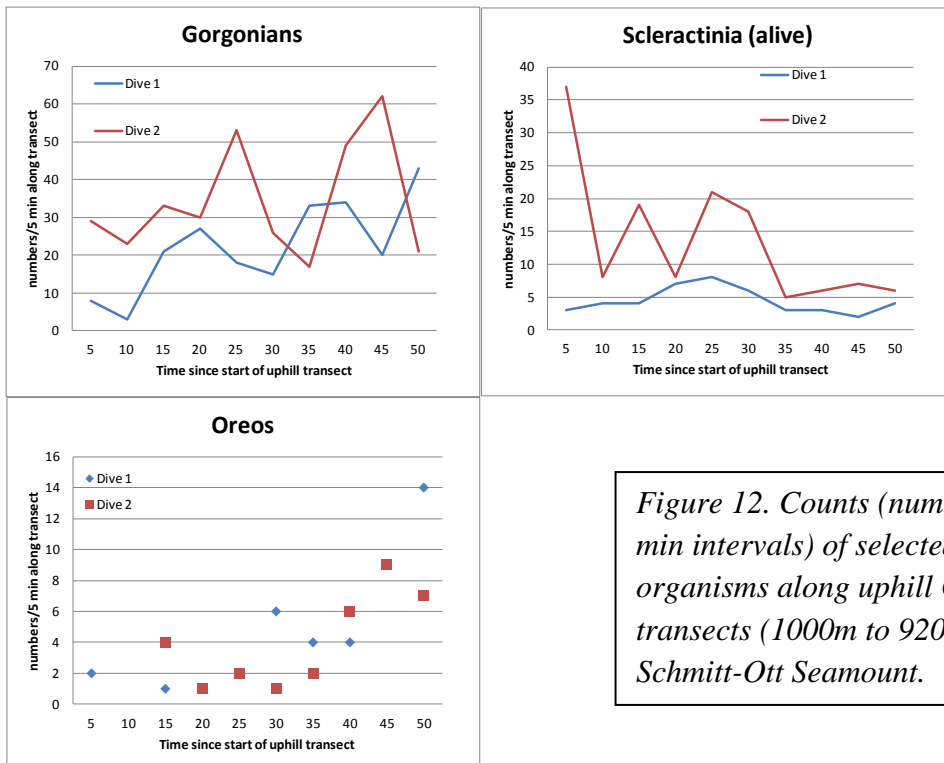 Gorgonians
numbers/5 min along transect
70
60
50
40
30
20
10
0
Dive 1
Dive 2
5 10 15 20 25 30 35 40 45 50
Time since start of uphill transect
Scleractinia (alive)
numbers/5 min along transect
40
35
30
25
20
15
10
5
0
Dive 1
Dive 2
5 10 15 20 25 30 35 40 45 50
Time since start of uphill transect
Oreos
numbers/5 min along transect
16
14
12
10
8
6
4
2
0
Dive 1
Dive 2
5 10 15 20 25 30 35 40 45 50
Time since start of uphill transect
Figure 12. Counts (num
min intervals) of selecte
organisms along uphill
transects (1000m to 920
Schmitt-Ott Seamount.